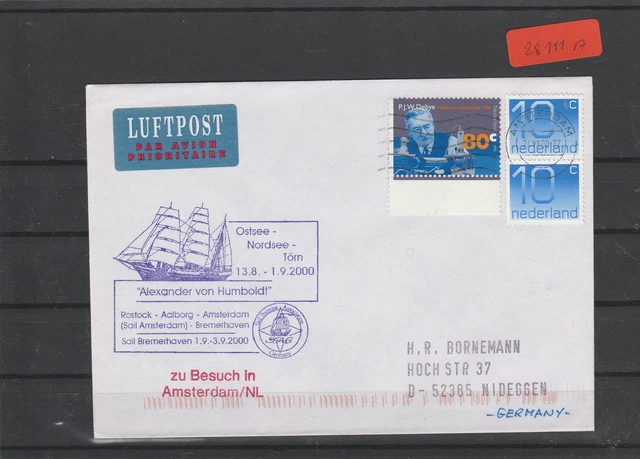 28 111 A
LUFTPOST
PAR AVION
PRIORITAIRE
P.J.W. Debye
80c
10 c
nederland
AMSTERDAM
10 c
nederland
Ostsee -
Nordsee -
Törn
13.8. - 1.9.2000
"Alexander von Humboldt"
Rostock - Aalborg - Amsterdam
(Sail Amsterdam) - Bremerhaven
Sail Bremerhaven 1.9.-3.9.2000
STAG
zu Besuch in
Amsterdam/NL
H.R. BORNEMANN
HOCH STR 37
D- 52385 NIDEGGEN
-GERMANY-